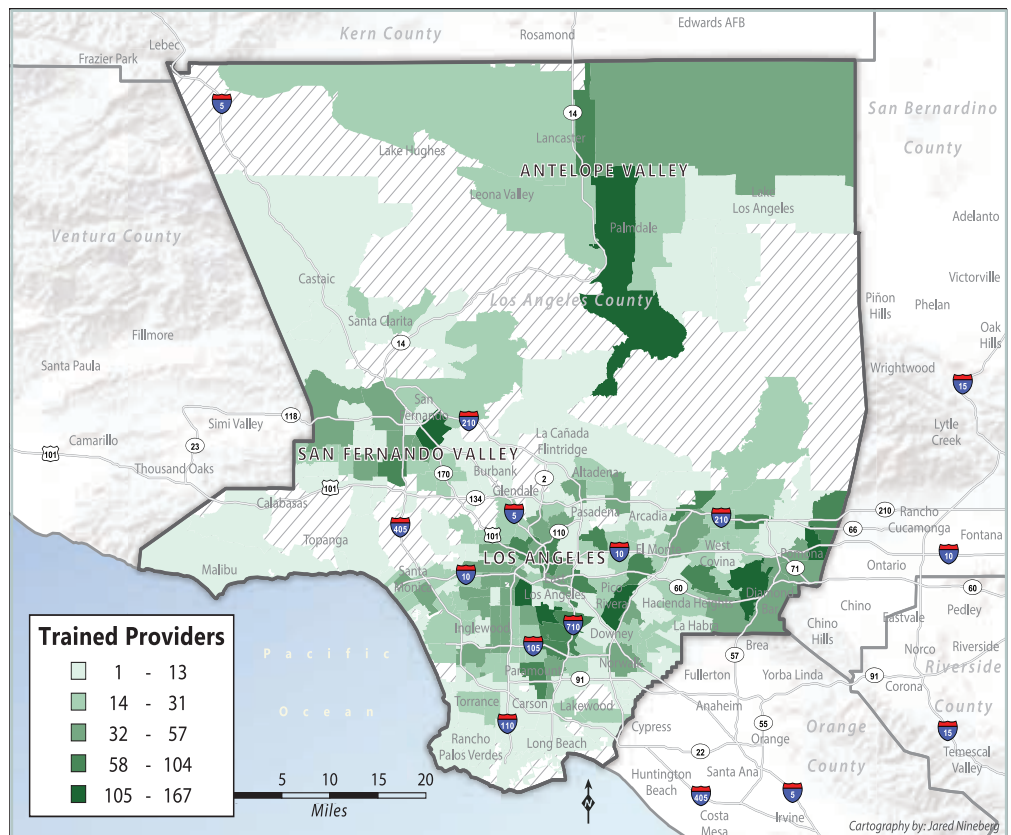 Edwards AFB
Kern County
Rosamond
Lebec
Frazier Park
5
14
San Bernardino
County
Lancaster
Lake Hughes
ANTELOPE VALLEY
Leona Valley
Lake
Los Angeles
Adelanto
Palmdale
Ventura County
Castaic
Victorville
Los Angeles County
Piñon
Hills
Phelan
Santa Clarita
Oak
Hills
Fillmore
14
Santa Paula
Wrightwood
15
San
Fernando
118
210
Simi Valley
Lytle
Creek
Camarillo
23
La Cañada
Flintridge
101
SAN FERNANDO VALLEY
Thousand Oaks
Burbank
Altadena
170
2
101
Glendale
Calabasas
134
5
Pasadena
Arcadia
210
210
Rancho
Cucamonga
405
101
110
66
Fontana
Topanga
LOS ANGELES
10
El Monte
West
Covina
Pomona
10
Ontario
Malibu
Santa
Monica
10
71
East
Los Angeles
Pico
Rivera
60
Diamond
Bar
60
Hacienda Heights
Chino
Pedley
Eastvale
Inglewood
710
Downey
La Habra
Chino
Hills
Brea
Norco
Riverside
105
Norwalk
57
Paramount
91
Fullerton
Yorba Linda
91
Riverside
Corona
Torrance
Carson
Lakewood
Anaheim
County
110
Cypress
55
Orange
Orange
15
Rancho
Palos Verdes
Long Beach
22
County
Temescal
Valley
Huntington
Beach
Santa Ana
405
5
Costa
Mesa
Irvine
Pacific
Ocean
Trained Providers
1 - 13
14 - 31
32 - 57
58 - 104
105 - 167
5 10 15 20
Miles
N
Cartography by: Jared Nineberg